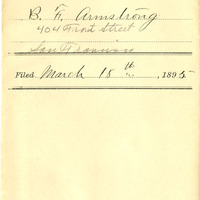 B. F. Armstrong
404 Front Street
San Francisco
Filed March 18th, 1895